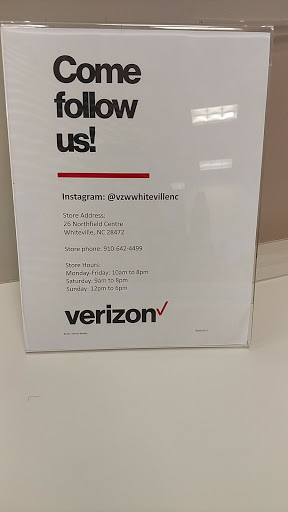 Come
follow
us!
Instagram: @vzwwhitevillenc
Store Address:
26 Northfield Centre
Whiteville, NC 28472
Store phone: 910-642-4499
Store Hours:
Monday-Friday: 10am to 8pm
Saturday: 9am to 8pm
Sunday: 12pm to 6pm
verizon✓